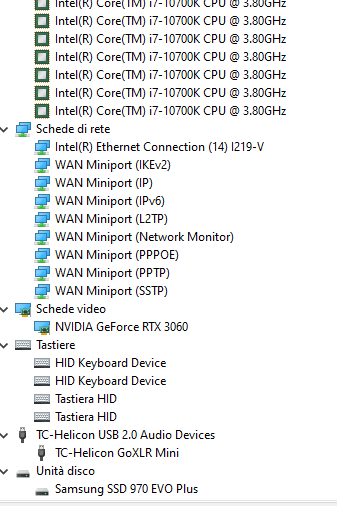 Intel(R) Core(TM) i7-10700K CPU @ 3.80GHz
Intel(R) Core(TM) i7-10700K CPU @ 3.80GHz
Intel(R) Core(TM) i7-10700K CPU @ 3.80GHz
Intel(R) Core(TM) i7-10700K CPU @ 3.80GHz
Intel(R) Core(TM) i7-10700K CPU @ 3.80GHz
Intel(R) Core(TM) i7-10700K CPU @ 3.80GHz
Intel(R) Core(TM) i7-10700K CPU @ 3.80GHz
Schede di rete
Intel(R) Ethernet Connection (14) I219-V
WAN Miniport (IKEv2)
WAN Miniport (IP)
WAN Miniport (IPv6)
WAN Miniport (L2TP)
WAN Miniport (Network Monitor)
WAN Miniport (PPPOE)
WAN Miniport (PPTP)
WAN Miniport (SSTP)
Schede video
NVIDIA GeForce RTX 3060
Tastiere
HID Keyboard Device
HID Keyboard Device
Tastiera HID
Tastiera HID
TC-Helicon USB 2.0 Audio Devices
TC-Helicon GoXLR Mini
Unità disco
Samsung SSD 970 EVO Plus